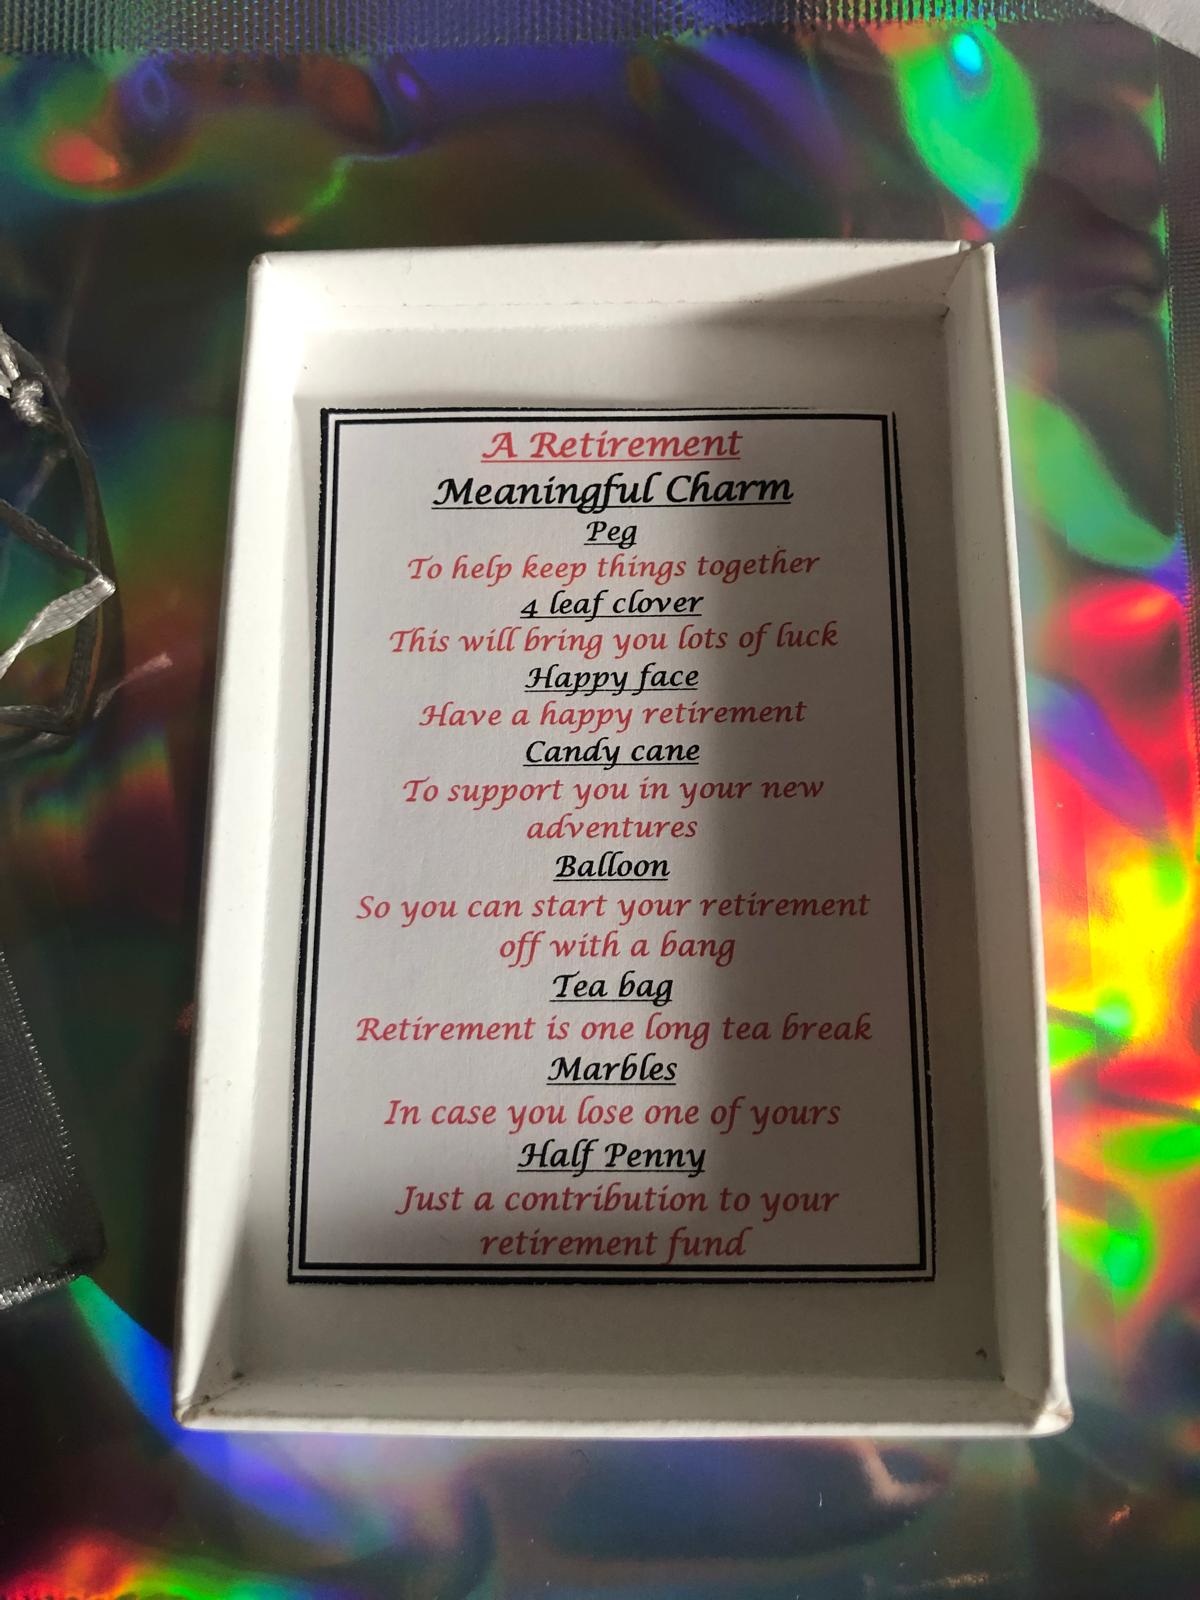 A Retirement
Meaningful Charm
Peg
To help keep things together
4 leaf clover
This will bring you lots of luck
Happy face
Have a happy retirement
Candy cane
To support you in your new
adventures
Balloon
So you can start your retirement
off with a bang
Tea bag
Retirement is one long tea break
Marbles
In case you lose one of yours
Half Penny
Just a contribution to your
retirement fund